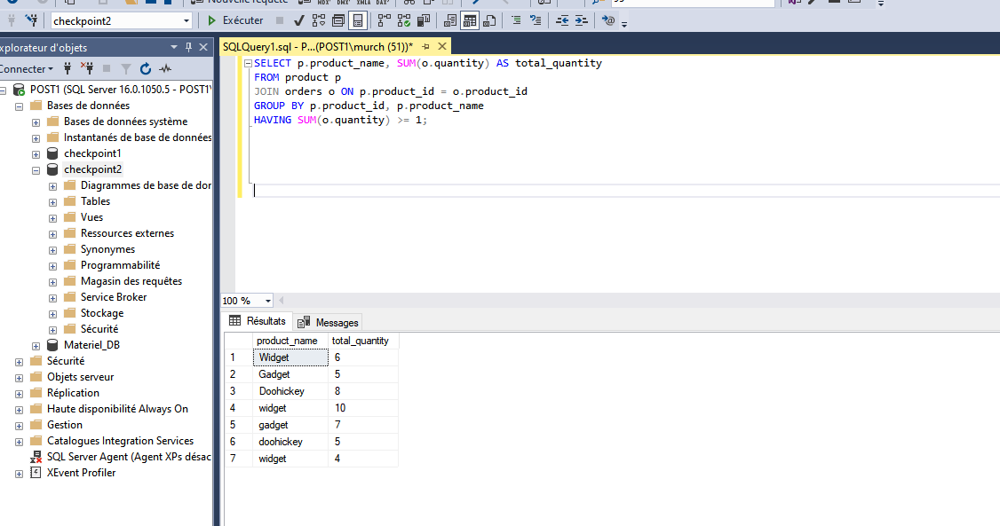 Nouvelle requête
MDX DMX XMLA DAX
checkpoint2
Exécuter
xplorateur d'objets
Connecter
POST1 (SQL Server 16.0.1050.5 - POST1\
Bases de données
Bases de données système
Instantanés de base de données
checkpoint1
checkpoint2
Diagrammes de base de dor
Tables
Vues
Ressources externes
Synonymes
Programmabilité
Magasin des requêtes
Service Broker
Stockage
Sécurité
Materiel_DB
Sécurité
Objets serveur
Réplication
Haute disponibilité Always On
Gestion
Catalogues Integration Services
SQL Server Agent (Agent XPs désac
XEvent Profiler
SQLQuery1.sql - P...(POST1\murch (51))*
SELECT p.product_name, SUM(o.quantity) AS total_quantity
FROM product p
JOIN orders o ON p.product_id = o.product_id
GROUP BY p.product_id, p.product_name
HAVING SUM(o.quantity) >= 1;
100 %
Résultats Messages
product_name total_quantity
1 Widget 6
2 Gadget 5
3 Doohickey 8
4 widget 10
5 gadget 7
6 doohickey 5
7 widget 4